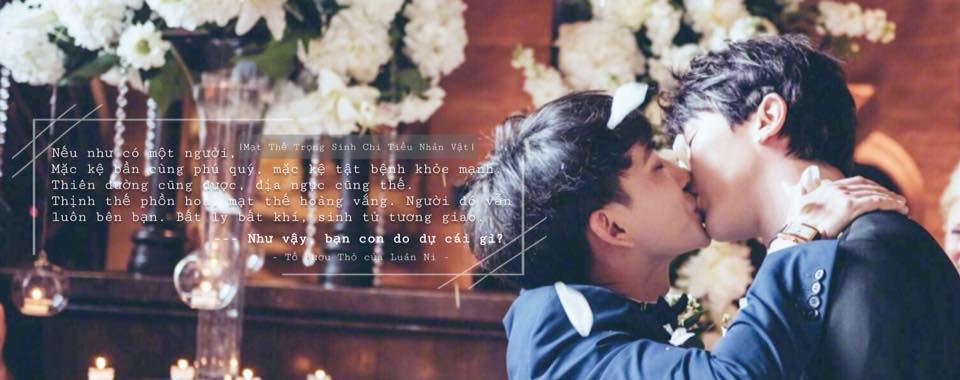 |Mạt Thế Trọng Sinh Chi Tiểu Nhân Vật|
Nếu như có một người,
Mặc kệ bần cùng phú quý, mặc kệ tật bệnh khỏe mạnh.
Thiên đường cũng được, địa ngục cũng thế.
Thịnh thế phồn hoa, mạt thế hoang vắng. Người đó vẫn
luôn bên bạn. Bất ly bất khí, sinh tử tương giao.
--- Như vậy, bạn còn do dự cái gì?
- Tổ Rượu Thỏ của Luân Ni -